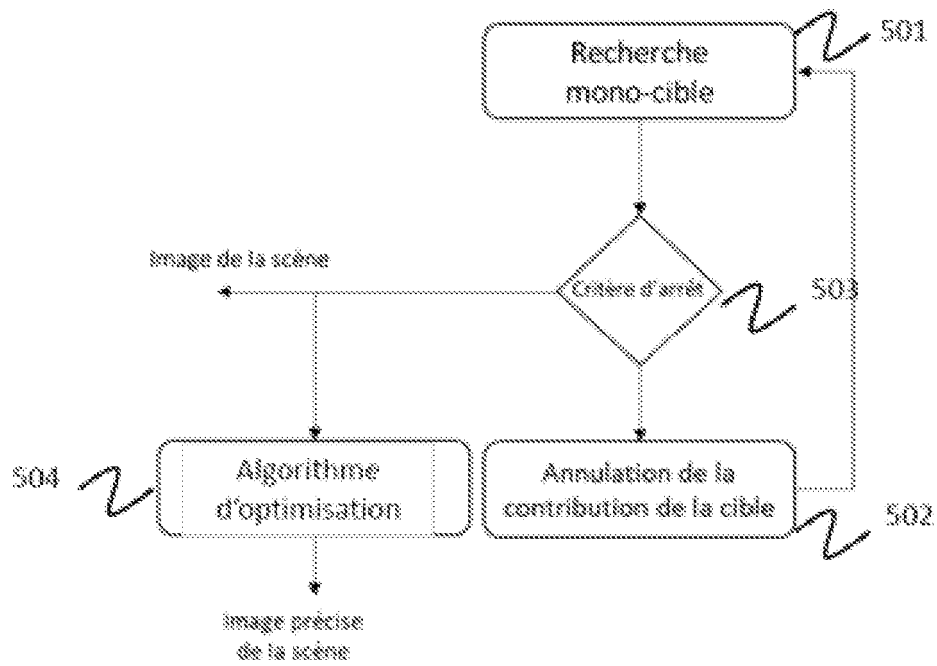 501
Recherche
mono-cible
Image de la scène
Critère d'arrêt
503
504
Algorithme
d'optimisation
Annulation de la
contribution de la cible
502
Image précise
de la scène